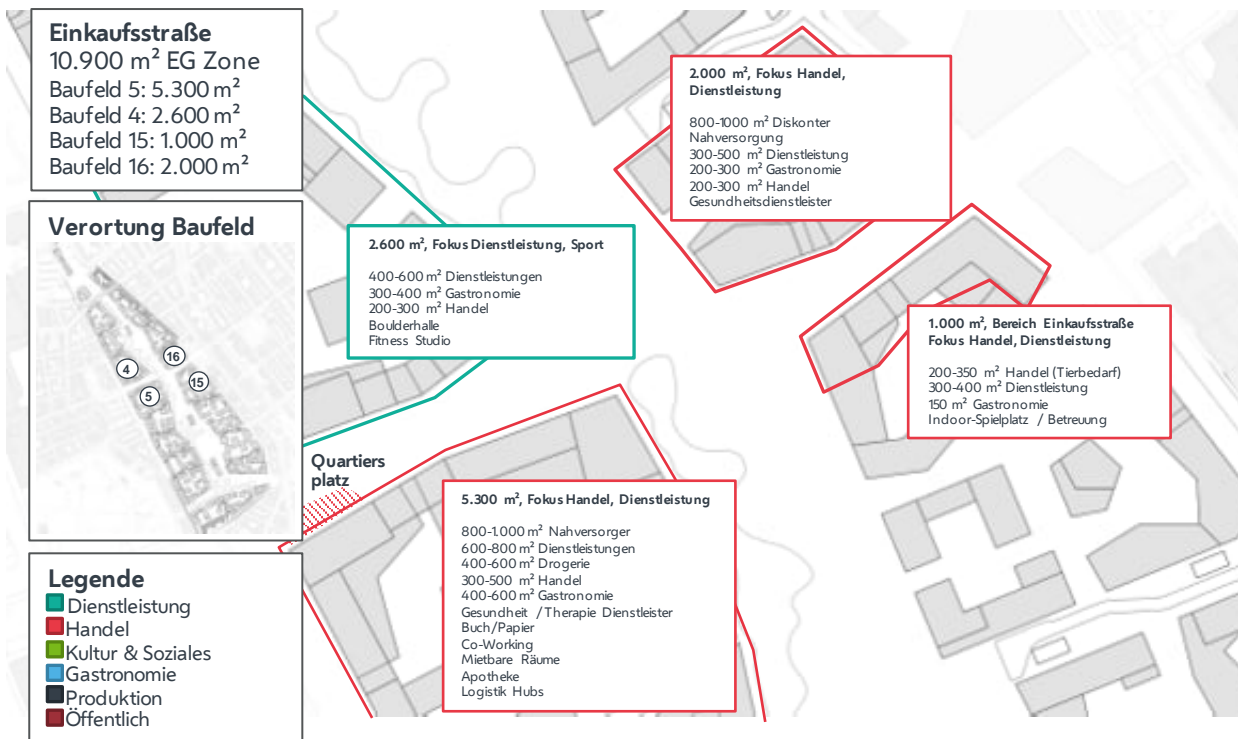 Einkaufsstraße
10.900 m² EG Zone
Baufeld 5: 5.300 m²
Baufeld 4: 2.600 m²
Baufeld 15: 1.000 m²
Baufeld 16: 2.000 m²
Verortung Baufeld
16
4
15
5
Legende
Dienstleistung
Handel
Kultur & Soziales
Gastronomie
Produktion
Öffentlich
2.000 m², Fokus Handel,
Dienstleistung
800-1000 m² Diskonter
Nahversorgung
300-500 m² Dienstleistung
200-300 m² Gastronomie
200-300 m² Handel
Gesundheitsdienstleister
2.600 m², Fokus Dienstleistung, Sport
400-600 m² Dienstleistungen
300-400 m² Gastronomie
200-300 m² Handel
Boulderhalle
Fitness Studio
1.000 m², Bereich Einkaufsstraße
Fokus Handel, Dienstleistung
200-350 m² Handel (Tierbedarf)
300-400 m² Dienstleistung
150 m² Gastronomie
Indoor-Spielplatz / Betreuung
Quartiers
platz
5.300 m², Fokus Handel, Dienstleistung
800-1.000 m² Nahversorger
600-800 m² Dienstleistungen
400-600 m² Drogerie
300-500 m² Handel
400-600 m² Gastronomie
Gesundheit / Therapie Dienstleister
Buch/Papier
Co-Working
Mietbare Räume
Apotheke
Logistik Hubs